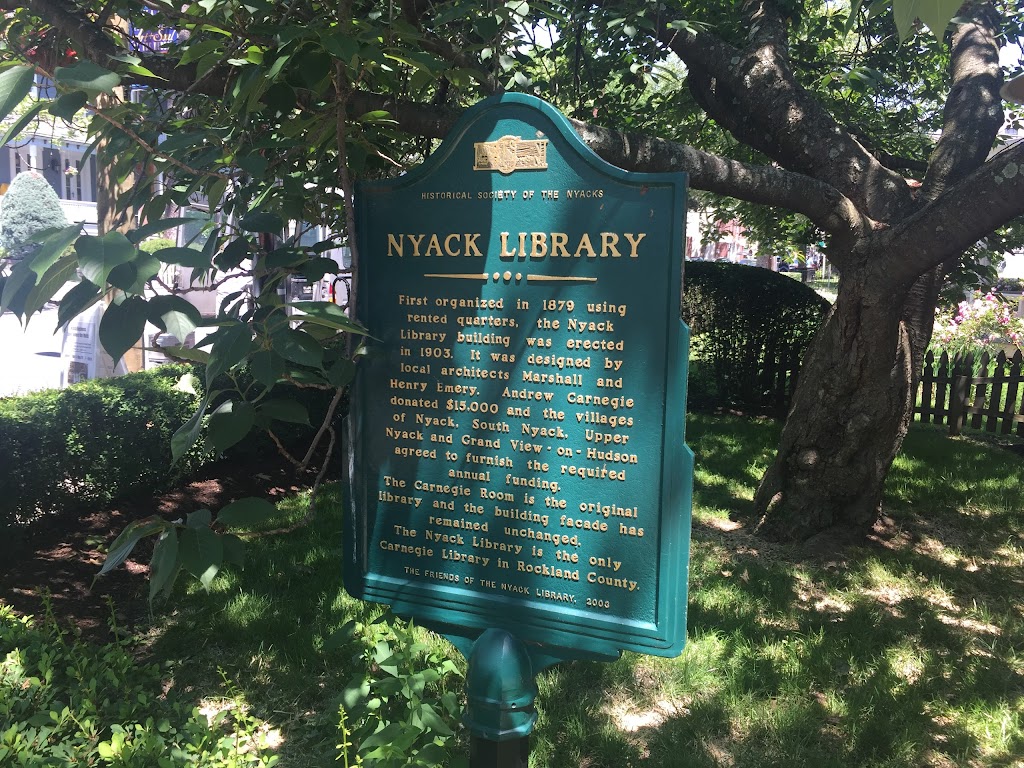 HISTORICAL SOCIETY OF THE NYACKS
NYACK LIBRARY
First organized in 1879 using
rented quarters, the Nyack
Library building was erected
in 1903. It was designed by
local architects Marshall and
Henry Emery. Andrew Carnegie
donated $15,000 and the villages
of Nyack, South Nyack, Upper
Nyack and Grand View-on-Hudson
agreed to furnish the required
annual funding.
The Carnegie Room is the original
library and the building facade has
remained unchanged.
The Nyack Library is the only
Carnegie Library in Rockland County.
THE FRIENDS OF THE NYACK LIBRARY, 2003